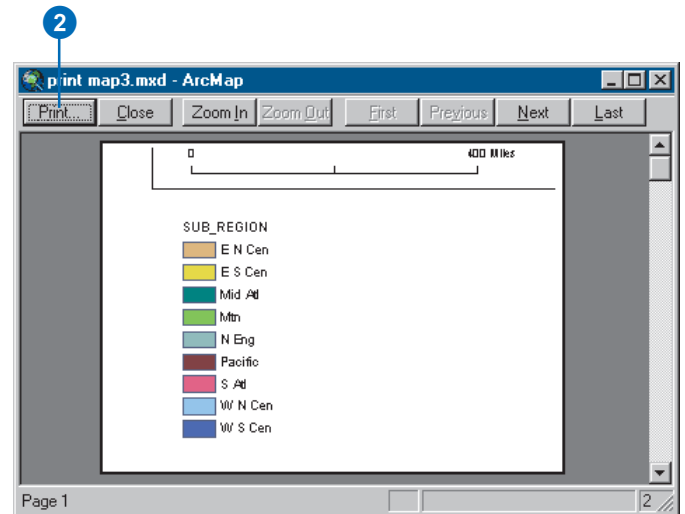 2
print map3.mxd - ArcMap
Print... Close Zoom In Zoom Out First Previous Next Last
0 400 Miles
SUB_REGION
E N Cen
E S Cen
Mid Atl
Mtn
N Eng
Pacific
S Atl
W N Cen
W S Cen
Page 1 2